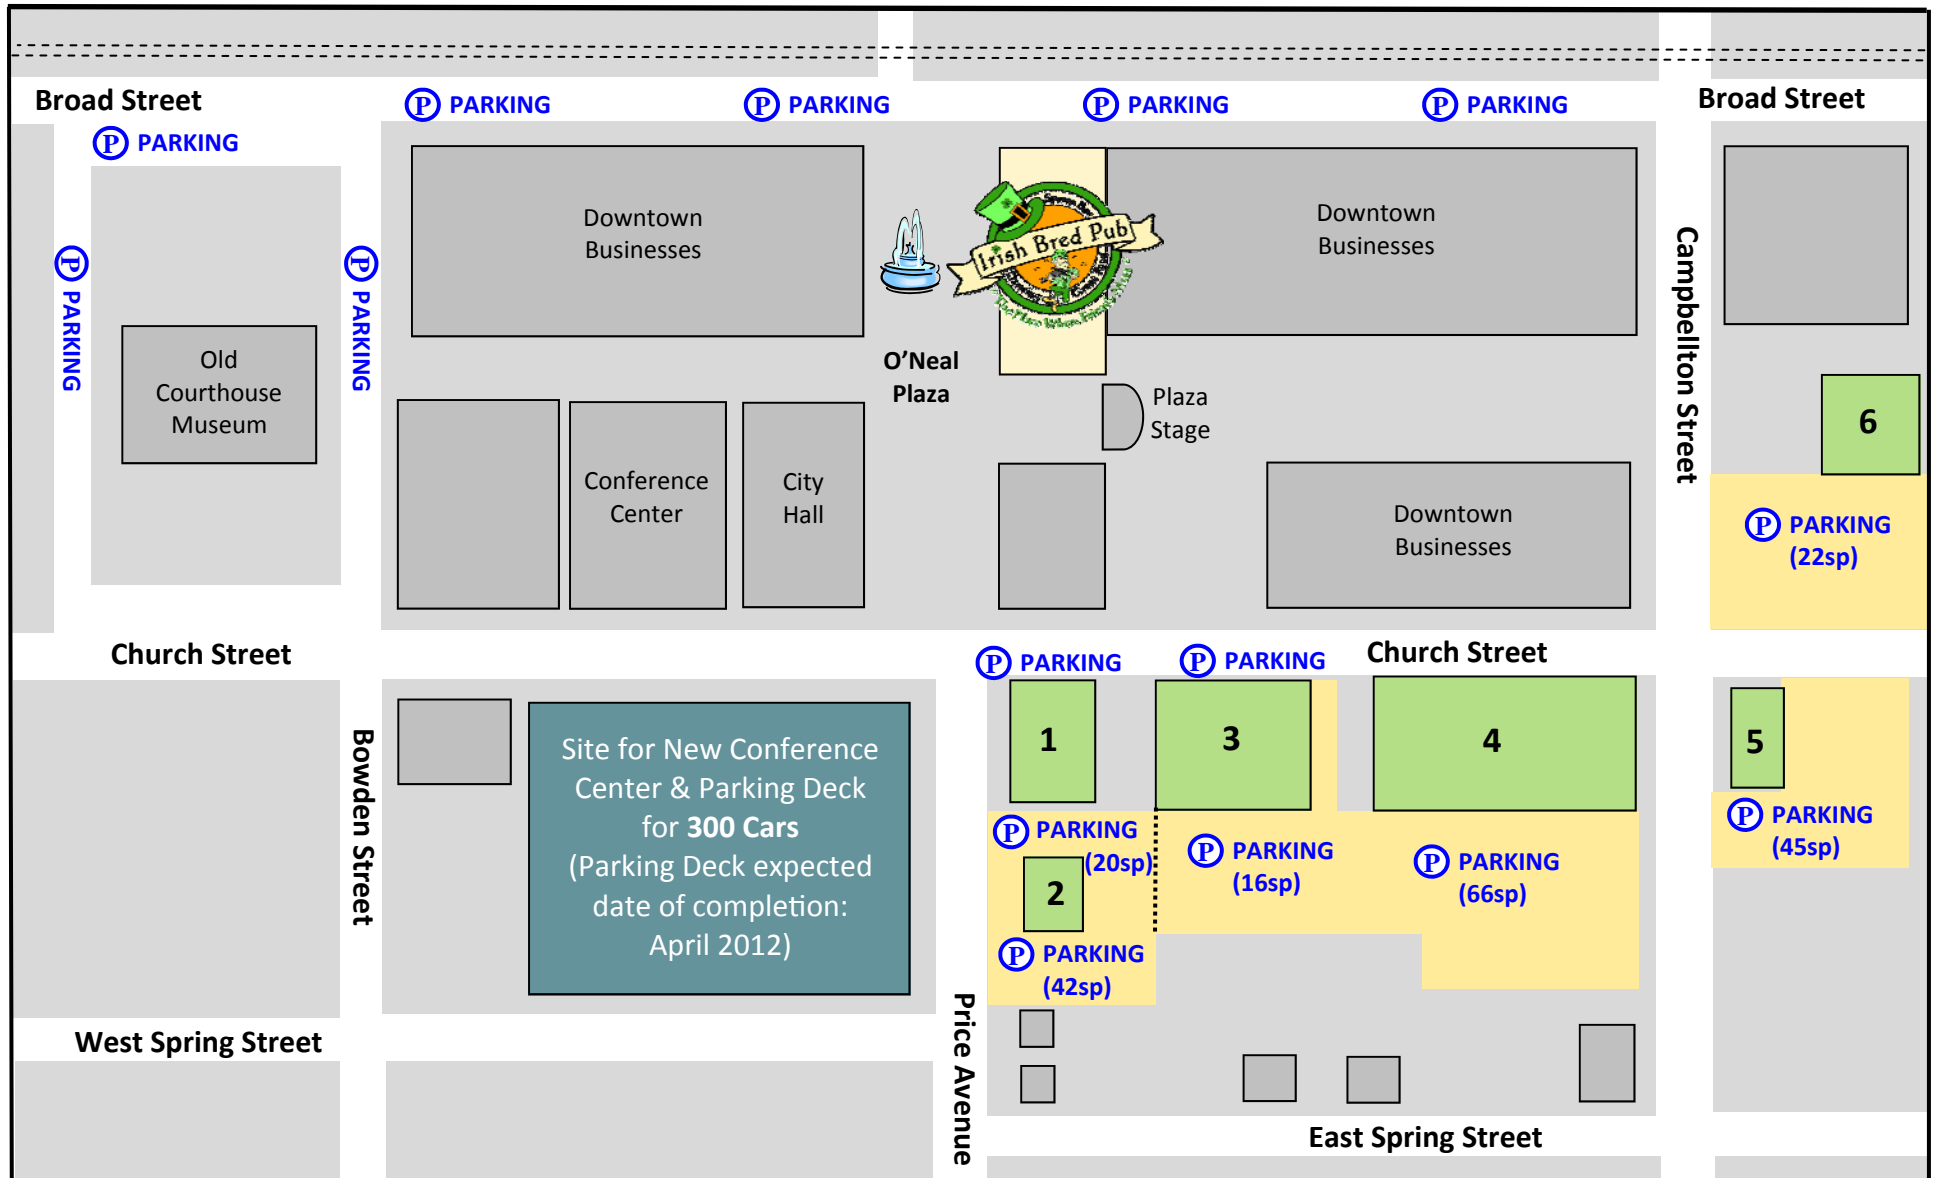 Broad Street
Broad Street
P PARKING
P PARKING
P PARKING
P PARKING
P PARKING
P PARKING
P PARKING
Downtown
Businesses
Irish Bred Pub
Downtown
Businesses
Campbellton Street
Old
Courthouse
Museum
O'Neal
Plaza
Plaza
Stage
6
Conference
Center
City
Hall
Downtown
Businesses
P PARKING
(22sp)
Church Street
P PARKING
P PARKING
Church Street
Bowden Street
Site for New Conference
Center & Parking Deck
for 300 Cars
(Parking Deck expected
date of completion:
April 2012)
1
3
4
5
P PARKING
(20sp)
P PARKING
(16sp)
P PARKING
(66sp)
P PARKING
(45sp)
2
P PARKING
(42sp)
Price Avenue
West Spring Street
East Spring Street